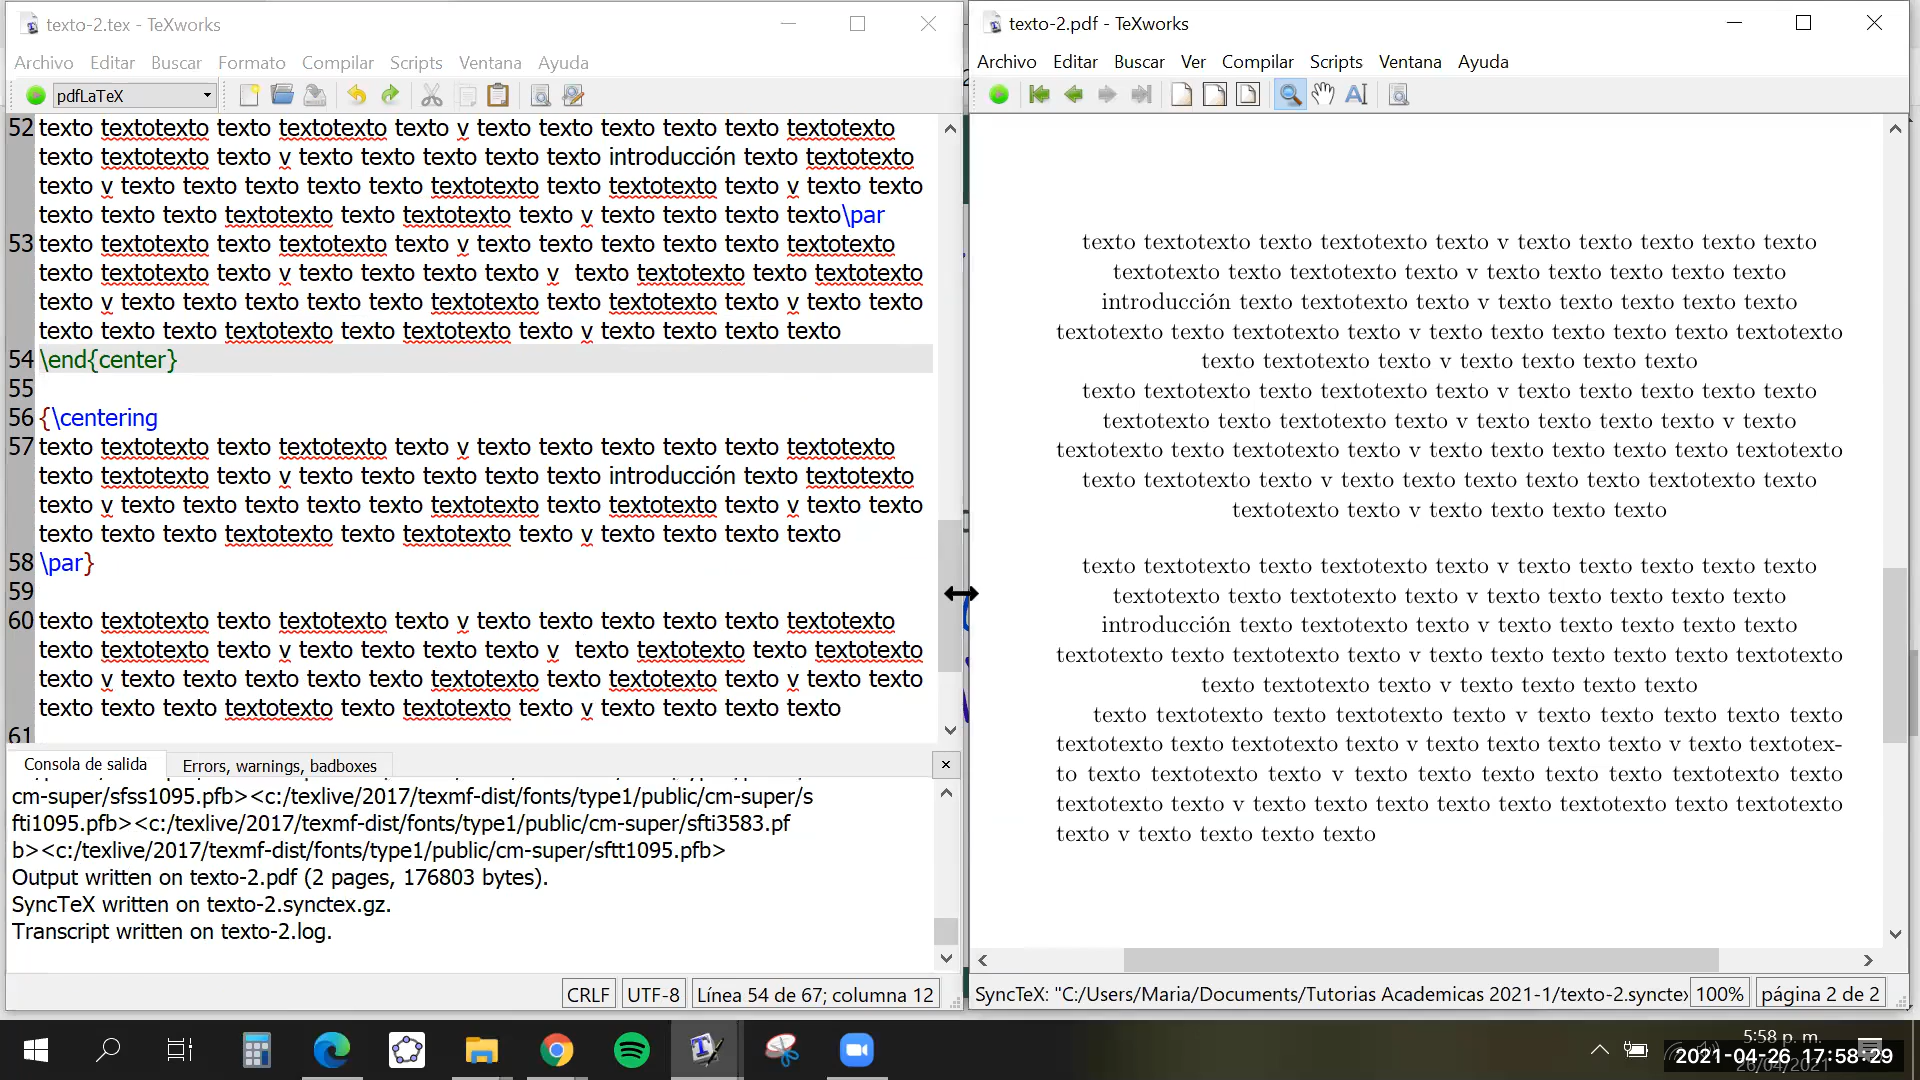 texto-2.tex - TeXworks
Archivo Editar Buscar Formato Compilar Scripts Ventana Ayuda
pdfLaTeX
52 texto textotexto texto textotexto texto v texto texto texto texto texto textotexto
texto textotexto texto v texto texto texto texto texto introducción texto textotexto
texto v texto texto texto texto texto textotexto texto textotexto texto v texto texto
texto texto texto textotexto texto textotexto texto v texto texto texto texto\par
53 texto textotexto texto textotexto texto v texto texto texto texto texto textotexto
texto textotexto texto v texto texto texto texto v texto textotexto texto textotexto
texto v texto texto texto texto texto textotexto texto textotexto texto v texto texto
texto texto texto textotexto texto textotexto texto v texto texto texto texto
54 \end{center}
55
56 {\centering
57 texto textotexto texto textotexto texto v texto texto texto texto texto textotexto
texto textotexto texto v texto texto texto texto texto introducción texto textotexto
texto v texto texto texto texto texto textotexto texto textotexto texto v texto texto
texto texto texto textotexto texto textotexto texto v texto texto texto texto
58 \par}
59
60 texto textotexto texto textotexto texto v texto texto texto texto texto textotexto
texto textotexto texto v texto texto texto texto v texto textotexto texto textotexto
texto v texto texto texto texto texto textotexto texto textotexto texto v texto texto
texto texto texto textotexto texto textotexto texto v texto texto texto texto
61
Consola de salida Errors, warnings, badboxes
cm-super/sfss1095.pfb><c:/texlive/2017/texmf-dist/fonts/type1/public/cm-super/s
fti1095.pfb><c:/texlive/2017/texmf-dist/fonts/type1/public/cm-super/sfti3583.pf
b><c:/texlive/2017/texmf-dist/fonts/type1/public/cm-super/sftt1095.pfb>
Output written on texto-2.pdf (2 pages, 176803 bytes).
SyncTeX written on texto-2.synctex.gz.
Transcript written on texto-2.log.
CRLF UTF-8 Línea 54 de 67; columna 12
texto-2.pdf - TeXworks
Archivo Editar Buscar Ver Compilar Scripts Ventana Ayuda
texto textotexto texto textotexto texto v texto texto texto texto texto
textotexto texto textotexto texto v texto texto texto texto texto
introducción texto textotexto texto v texto texto texto texto texto
textotexto texto textotexto texto v texto texto texto texto texto textotexto
texto textotexto texto v texto texto texto texto
texto textotexto texto textotexto texto v texto texto texto texto texto
textotexto texto textotexto texto v texto texto texto texto v texto
textotexto texto textotexto texto v texto texto texto texto texto textotexto
texto textotexto texto v texto texto texto texto texto textotexto texto
textotexto texto v texto texto texto texto
texto textotexto texto textotexto texto v texto texto texto texto texto
textotexto texto textotexto texto v texto texto texto texto texto
introducción texto textotexto texto v texto texto texto texto texto
textotexto texto textotexto texto v texto texto texto texto texto textotexto
texto textotexto texto v texto texto texto texto
texto textotexto texto textotexto texto v texto texto texto texto texto
textotexto texto textotexto texto v texto texto texto texto v texto textotex-
to texto textotexto texto v texto texto texto texto texto textotexto texto
textotexto texto v texto texto texto texto texto textotexto texto textotexto
texto v texto texto texto texto
SyncTeX: "C:/Users/Maria/Documents/Tutorias Academicas 2021-1/texto-2.synctex 100% página 2 de 2
5:58 p. m.
2021-04-26 17:58:29
26/04/2021